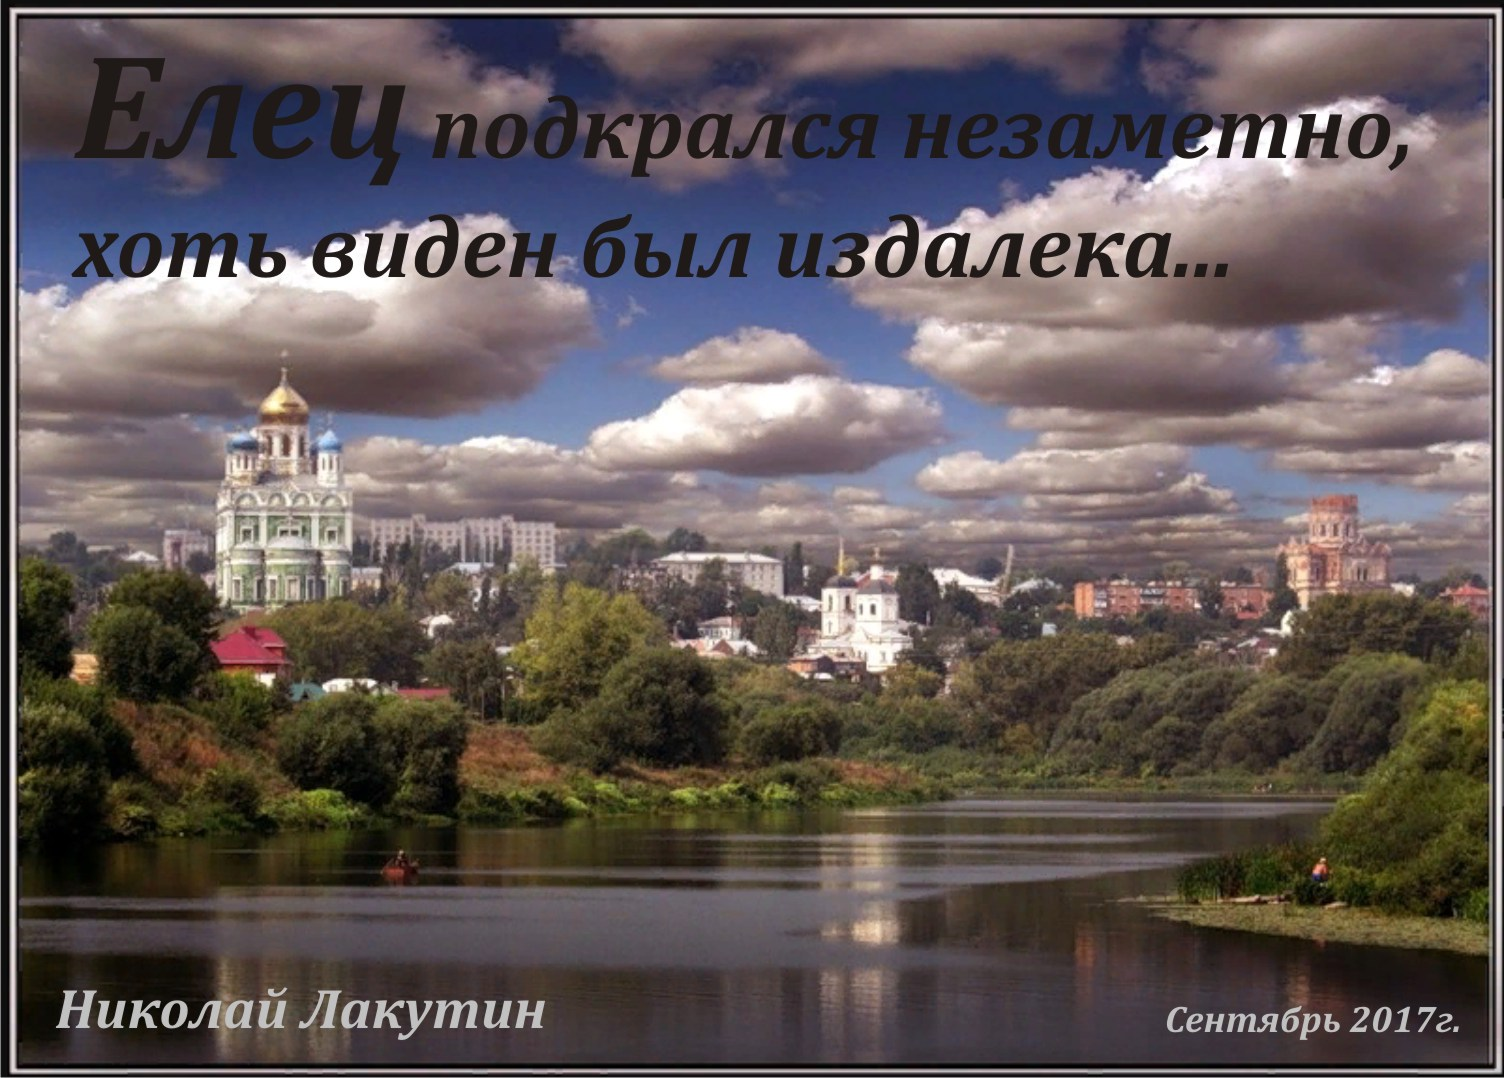 Елец подкрался незаметно,
хоть виден был издалека...
Николай Лакутин
Сентябрь 2017г.